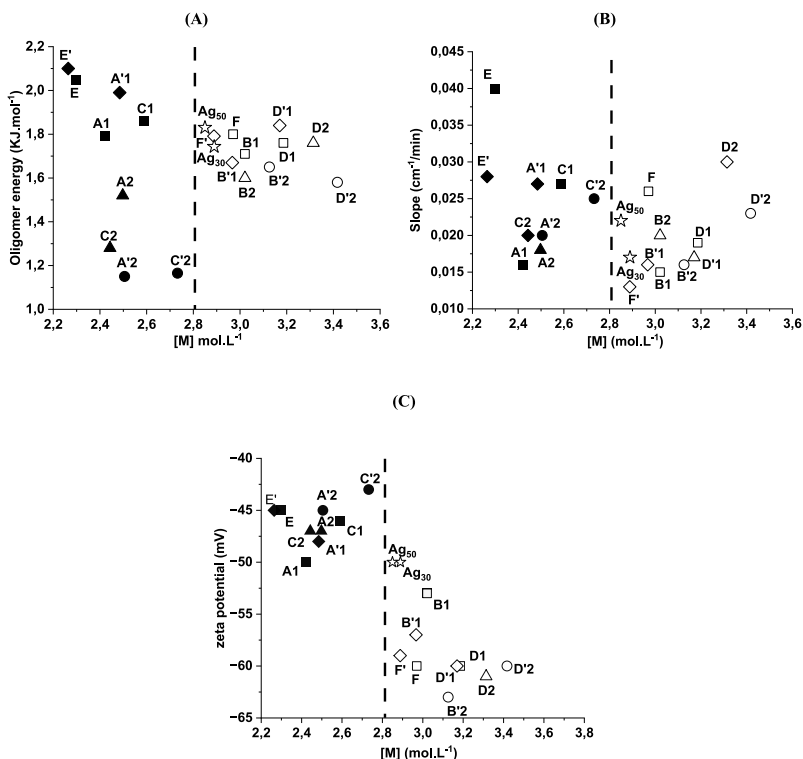 (A)
2,2
2,0
1,8
1,6
1,4
1,2
1,0
Oligomer energy (KJ.mol⁻¹)
E'
E
A'1
C1
A1
A2
C2
A'2
C'2
Ag₅₀
F'
Ag₃₀
F
B1
B'1
B2
D'1
D1
B'2
D2
D'2
2,2 2,4 2,6 2,8 3,0 3,2 3,4 3,6
[M] mol.L⁻¹
(B)
0,045
0,040
0,035
0,030
0,025
0,020
0,015
0,010
Slope (cm⁻¹/min)
E
E'
A'1
C1
C'2
C2
A'2
A1
A2
F
Ag₅₀
B2
Ag₃₀
B'1
F'
B1
D1
B'2
D'1
D2
D'2
2,2 2,4 2,6 2,8 3,0 3,2 3,4 3,6
[M] (mol.L⁻¹)
(C)
−40
−45
−50
−55
−60
−65
zeta potential (mV)
E'
E
A'2
C'2
A2
C1
C2
A'1
A1
Ag₅₀
Ag₃₀
B1
B'1
F'
F
D1
D'1
D2
D'2
B'2
2,2 2,4 2,6 2,8 3,0 3,2 3,4 3,6 3,8
[M] (mol.L⁻¹)